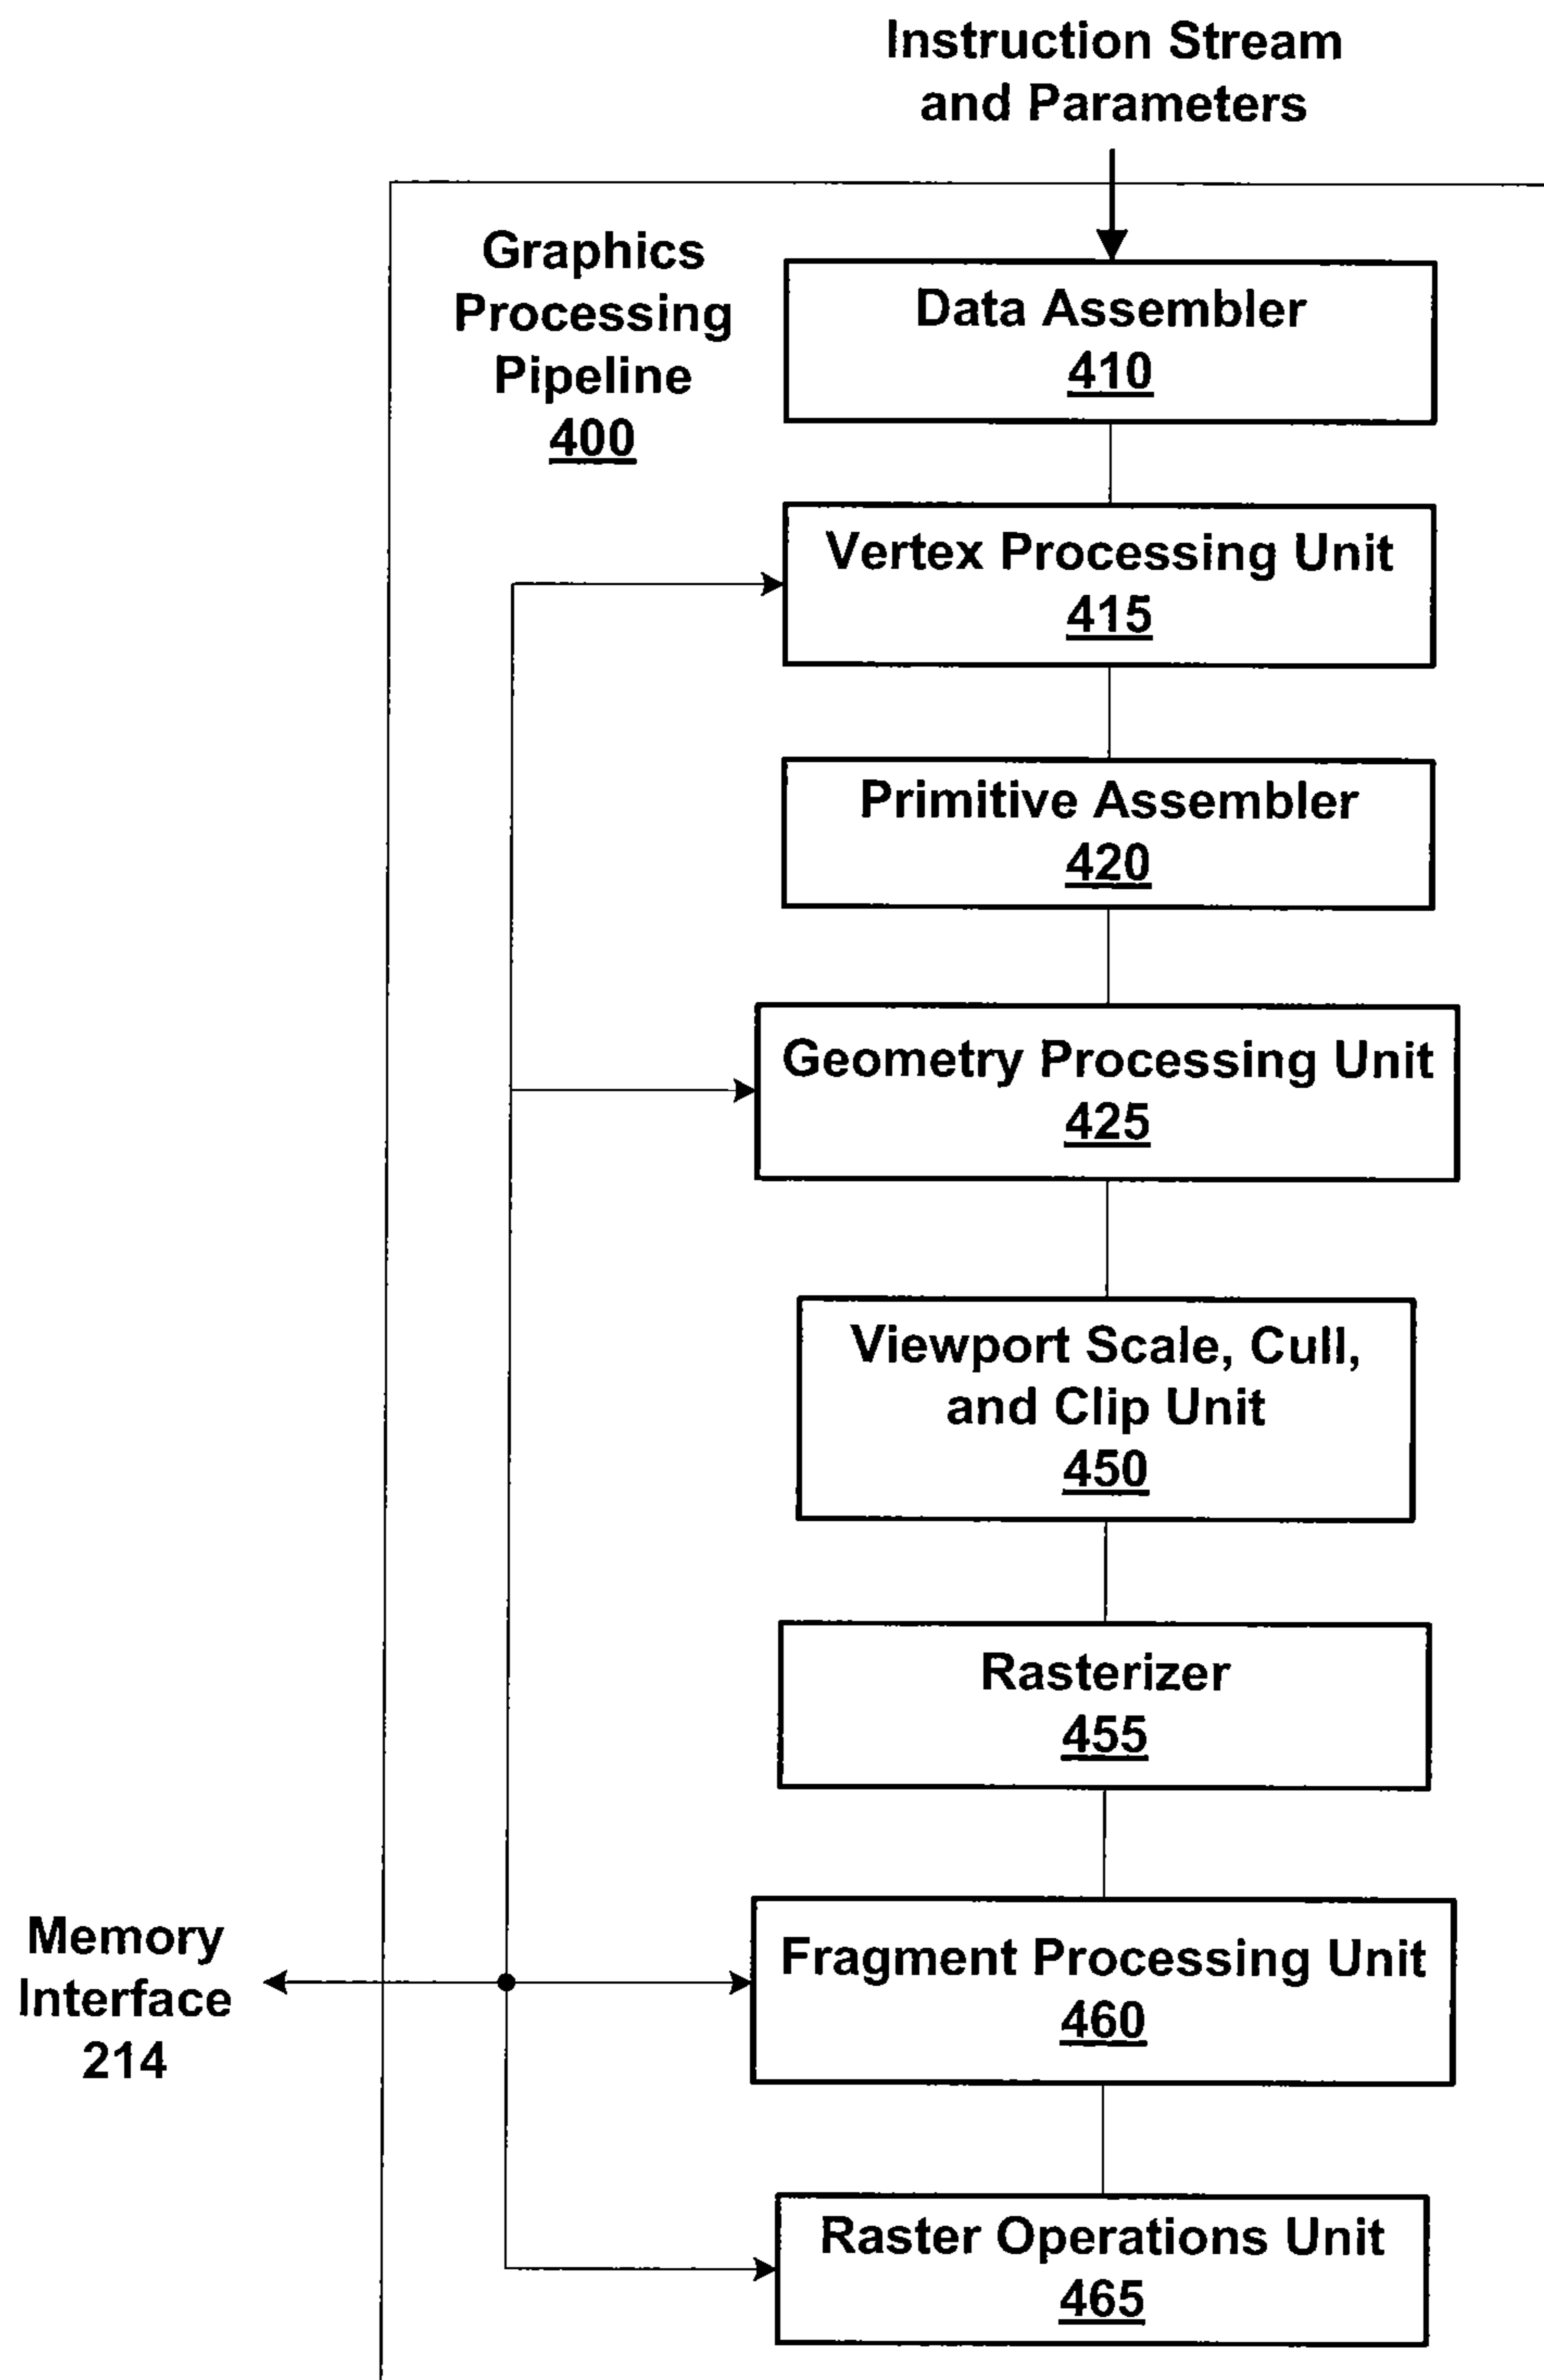 Instruction Stream
and Parameters
Graphics
Processing
Pipeline
400
Data Assembler
410
Vertex Processing Unit
415
Primitive Assembler
420
Geometry Processing Unit
425
Viewport Scale, Cull,
and Clip Unit
450
Rasterizer
455
Memory
Interface
214
Fragment Processing Unit
460
Raster Operations Unit
465